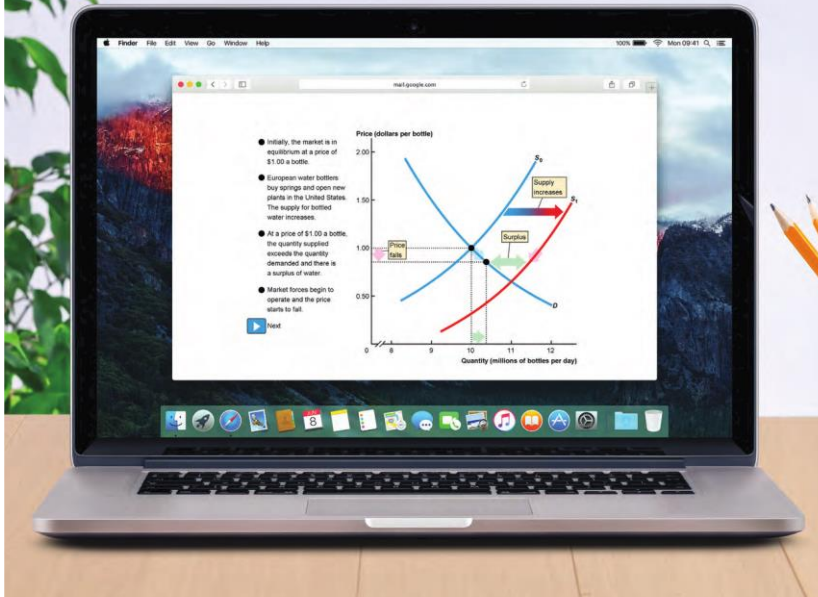 Finder File Edit View Go Window Help
100% Mon 09:41
mail.google.com
Initially, the market is in
equilibrium at a price of
$1.00 a bottle.
European water bottlers
buy springs and open new
plants in the United States.
The supply for bottled
water increases.
At a price of $1.00 a bottle,
the quantity supplied
exceeds the quantity
demanded and there is
a surplus of water.
Market forces begin to
operate and the price
starts to fall.
Next
Price (dollars per bottle)
2.00
S₀
Supply
increases
1.50
S₁
Surplus
1.00
Price
falls
0.50
D
0 8 9 10 11 12
Quantity (millions of bottles per day)
8